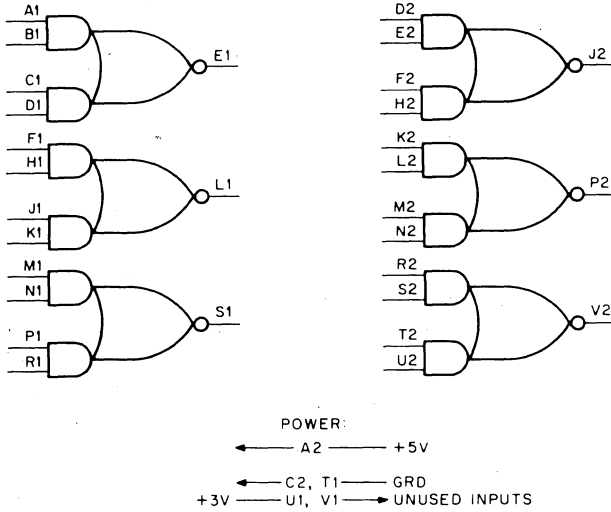 A1
B1
E1
C1
D1
F1
H1
L1
J1
K1
M1
N1
S1
P1
R1
D2
E2
J2
F2
H2
K2
L2
P2
M2
N2
R2
S2
V2
T2
U2
POWER:
A2 +5V
C2, T1 GRD
+3V U1, V1 UNUSED INPUTS